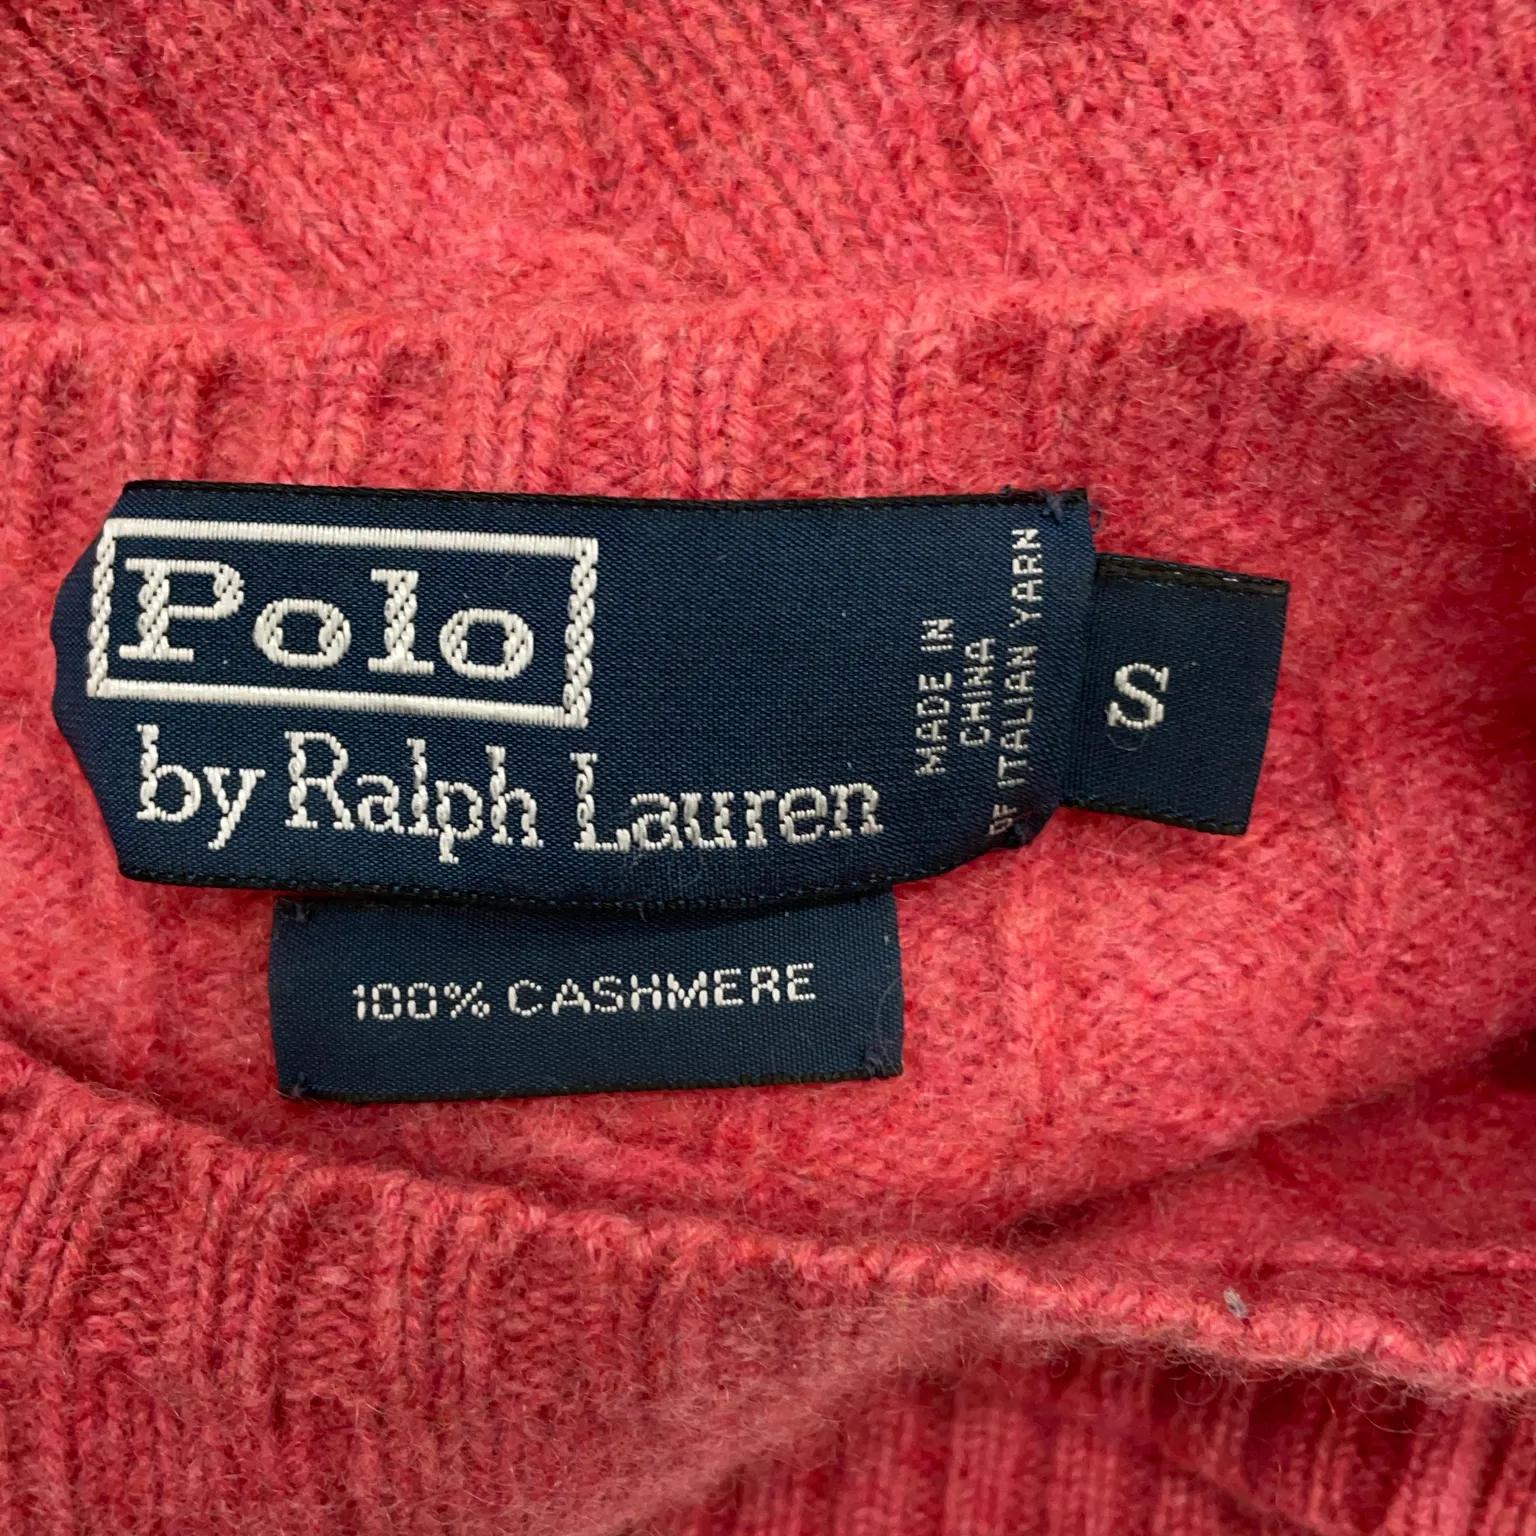 Polo
by Ralph Lauren
MADE IN
CHINA
OF ITALIAN YARN
S
100% CASHMERE